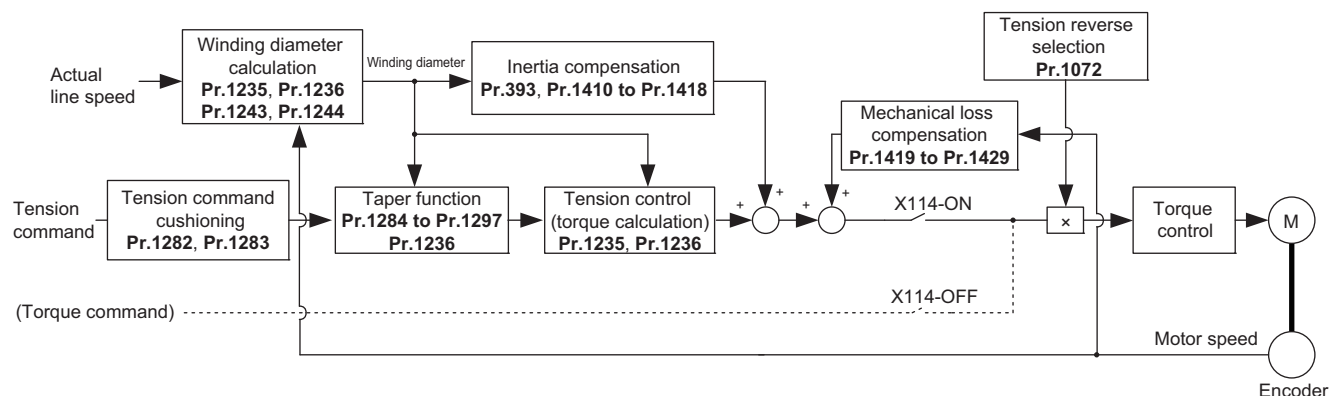 Actual
line speed
Winding diameter
calculation
Pr.1235, Pr.1236
Pr.1243, Pr.1244
Winding diameter
Inertia compensation
Pr.393, Pr.1410 to Pr.1418
Tension reverse
selection
Pr.1072
Mechanical loss
compensation
Pr.1419 to Pr.1429
Tension
command
Tension command
cushioning
Pr.1282, Pr.1283
Taper function
Pr.1284 to Pr.1297
Pr.1236
Tension control
(torque calculation)
Pr.1235, Pr.1236
+
+
+
+
X114-ON
×
Torque
control
M
(Torque command)
X114-OFF
Motor speed
Encoder